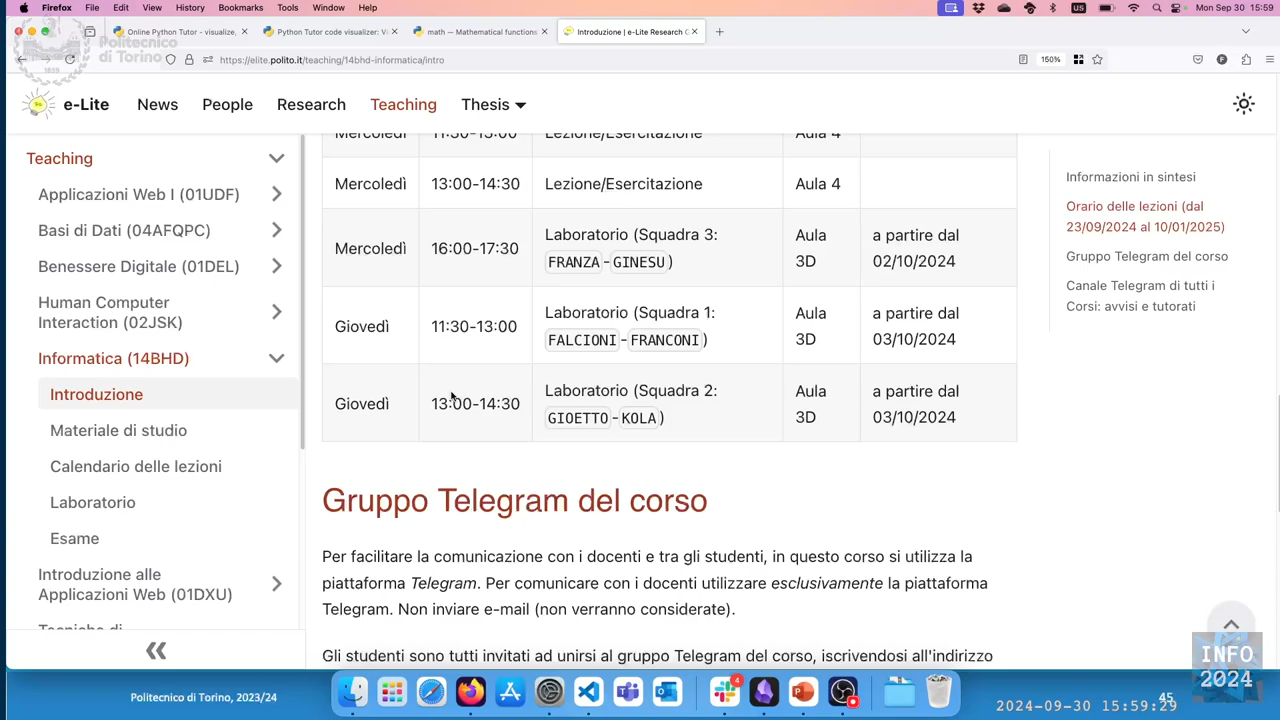 Firefox File Edit View History Bookmarks Tools Window Help
Mon Sep 30 15:59
Online Python Tutor - visualize,
Python Tutor code visualizer: Vi
math — Mathematical functions
Introduzione | e-Lite Research G
Politecnico
di Torino
https://elite.polito.it/teaching/14bhd-informatica/intro
150%
e-Lite News People Research Teaching Thesis
Teaching
Applicazioni Web I (01UDF)
Basi di Dati (04AFQPC)
Benessere Digitale (01DEL)
Human Computer
Interaction (02JSK)
Informatica (14BHD)
Introduzione
Materiale di studio
Calendario delle lezioni
Laboratorio
Esame
Introduzione alle
Applicazioni Web (01DXU)
Tecniche di
Mercoledì 11:30-13:00 Lezione/Esercitazione Aula 4
Mercoledì 13:00-14:30 Lezione/Esercitazione Aula 4
Mercoledì 16:00-17:30 Laboratorio (Squadra 3: FRANZA-GINESU) Aula 3D a partire dal 02/10/2024
Giovedì 11:30-13:00 Laboratorio (Squadra 1: FALCIONI-FRANCONI) Aula 3D a partire dal 03/10/2024
Giovedì 13:00-14:30 Laboratorio (Squadra 2: GIOETTO-KOLA) Aula 3D a partire dal 03/10/2024
Gruppo Telegram del corso
Per facilitare la comunicazione con i docenti e tra gli studenti, in questo corso si utilizza la
piattaforma Telegram. Per comunicare con i docenti utilizzare esclusivamente la piattaforma
Telegram. Non inviare e-mail (non verranno considerate).
Gli studenti sono tutti invitati ad unirsi al gruppo Telegram del corso, iscrivendosi all'indirizzo
Informazioni in sintesi
Orario delle lezioni (dal
23/09/2024 al 10/01/2025)
Gruppo Telegram del corso
Canale Telegram di tutti i
Corsi: avvisi e tutorati
INFO
2024
Politecnico di Torino, 2023/24
4
45
2024-09-30 15:59:29